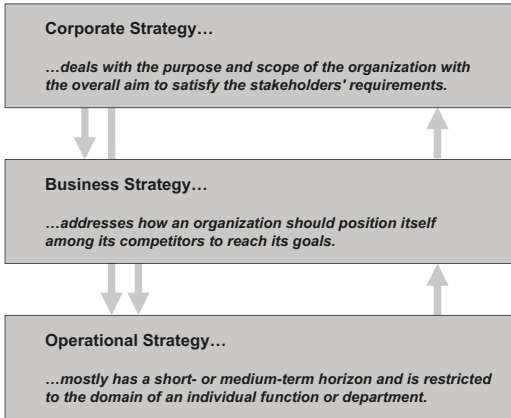 Corporate Strategy…
…deals with the purpose and scope of the organization with
the overall aim to satisfy the stakeholders' requirements.
Business Strategy…
…addresses how an organization should position itself
among its competitors to reach its goals.
Operational Strategy…
…mostly has a short- or medium-term horizon and is restricted
to the domain of an individual function or department.